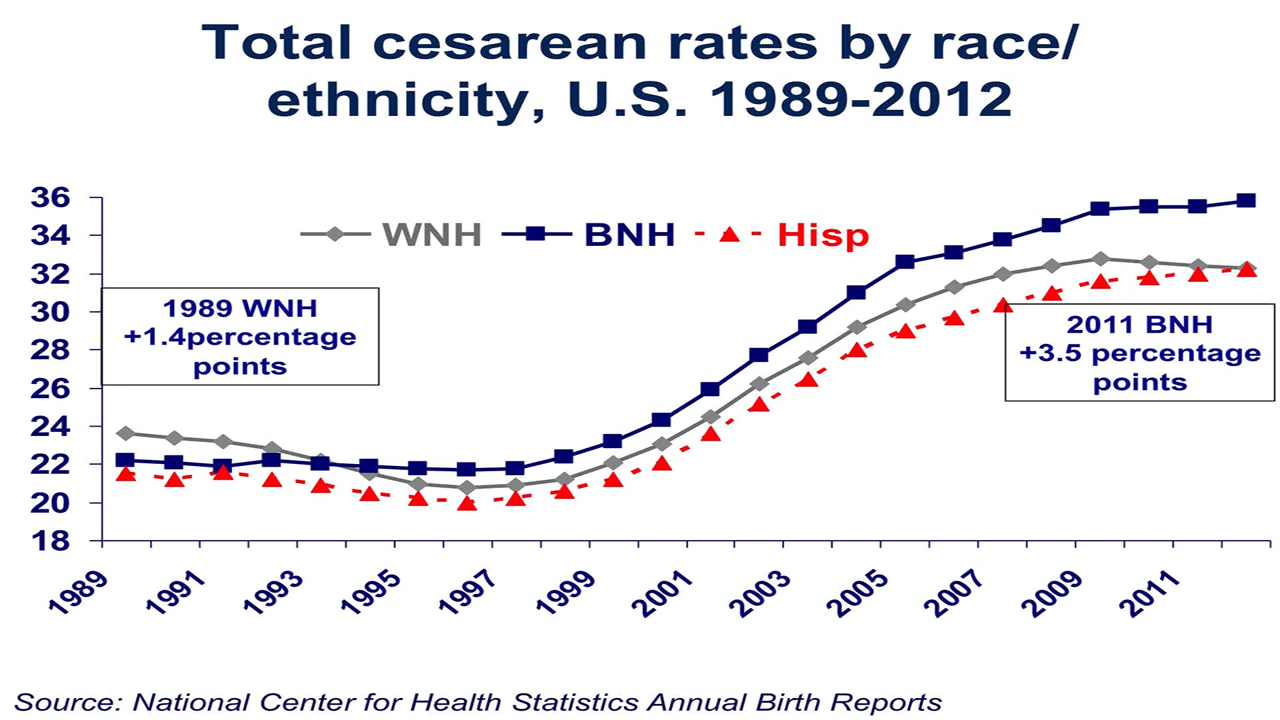 Total cesarean rates by race/
ethnicity, U.S. 1989-2012
36
34
32
30
28
26
24
22
20
18
WNH BNH Hisp
1989 WNH
+1.4percentage
points
2011 BNH
+3.5 percentage
points
1989 1991 1993 1995 1997 1999 2001 2003 2005 2007 2009 2011
Source: National Center for Health Statistics Annual Birth Reports